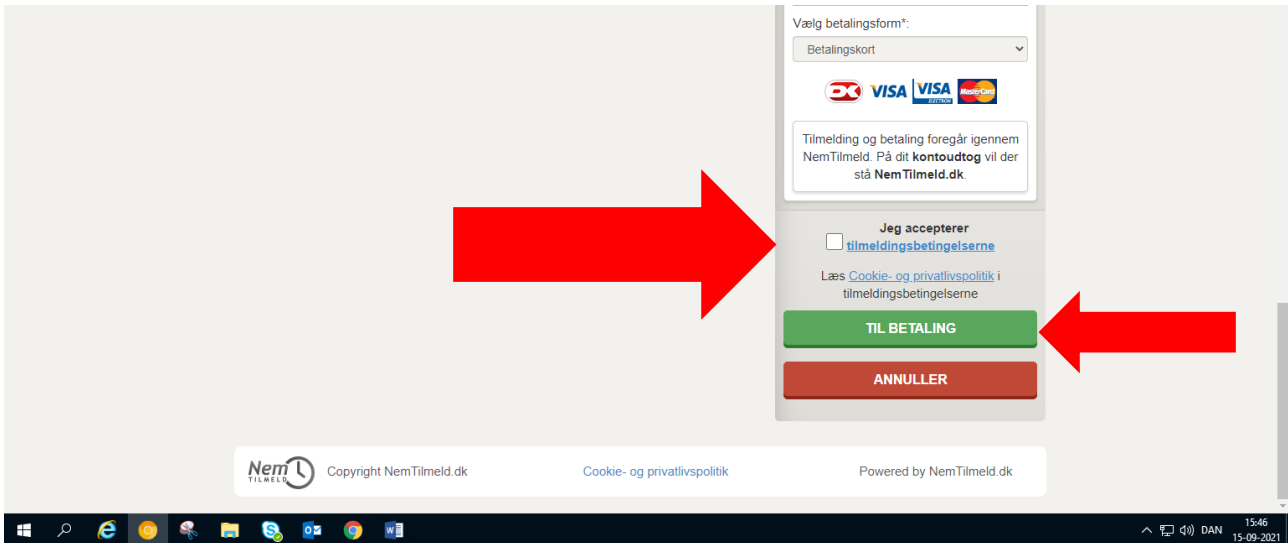 Vælg betalingsform*:
Betalingskort
VISA VISA ELECTRON MasterCard
Tilmelding og betaling foregår igennem
NemTilmeld. På dit kontoudtog vil der
stå NemTilmeld.dk.
Jeg accepterer
tilmeldingsbetingelserne
Læs Cookie- og privatlivspolitik i
tilmeldingsbetingelserne
TIL BETALING
ANNULLER
Nem TILMELD Copyright NemTilmeld.dk Cookie- og privatlivspolitik Powered by NemTilmeld.dk
DAN 15:46
15-09-2021